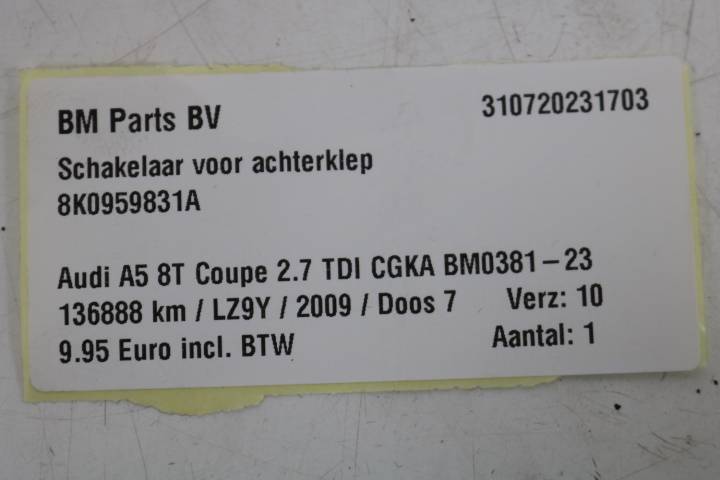 BM Parts BV 310720231703
Schakelaar voor achterklep
8K0959831A
Audi A5 8T Coupe 2.7 TDI CGKA BM0381-23
136888 km / LZ9Y / 2009 / Doos 7 Verz: 10
9.95 Euro incl. BTW Aantal: 1